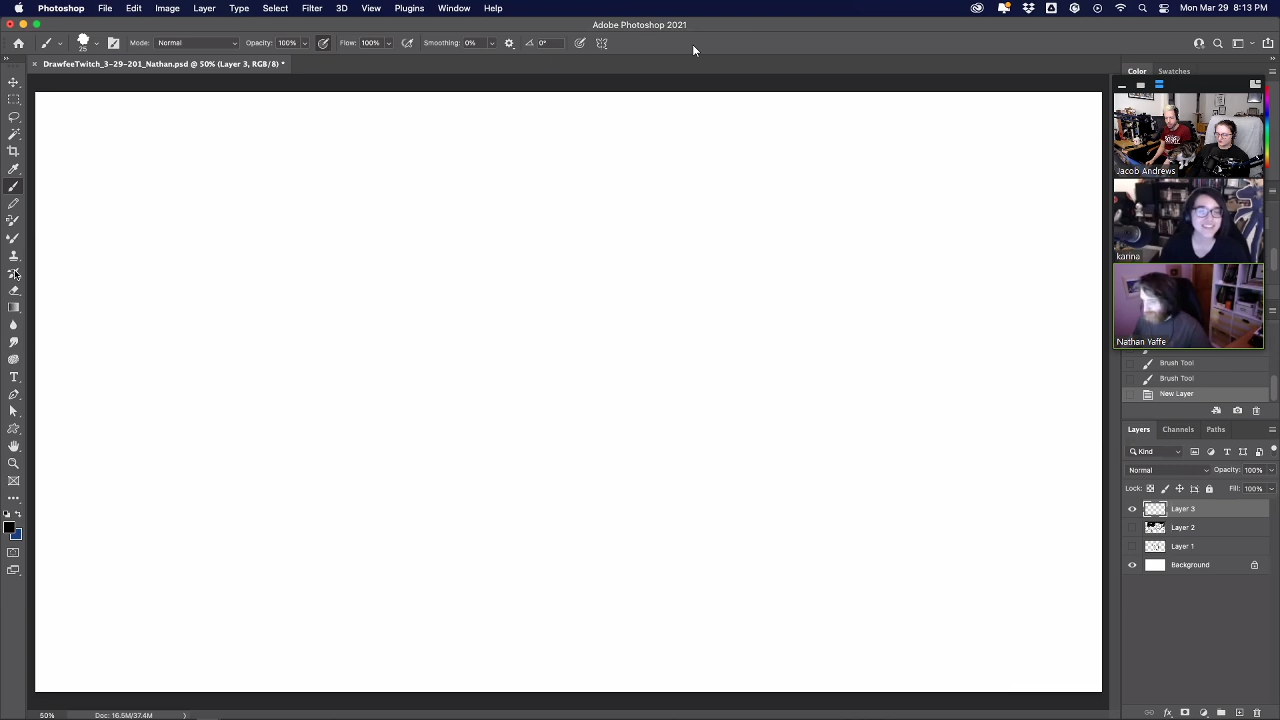 Photoshop File Edit Image Layer Type Select Filter 3D View Plugins Window Help Mon Mar 29 8:13 PM
Adobe Photoshop 2021
25 Mode: Normal Opacity: 100% Flow: 100% Smoothing: 0% 0°
× DrawfeeTwitch_3-29-201_Nathan.psd @ 50% (Layer 3, RGB/8) *
Color Swatches
Jacob Andrews
karina
Nathan Yaffe
Brush Tool
Brush Tool
New Layer
Layers Channels Paths
Kind
Normal Opacity: 100%
Lock: Fill: 100%
Layer 3
Layer 2
Layer 1
Background
50% Doc: 16.5M/37.4M